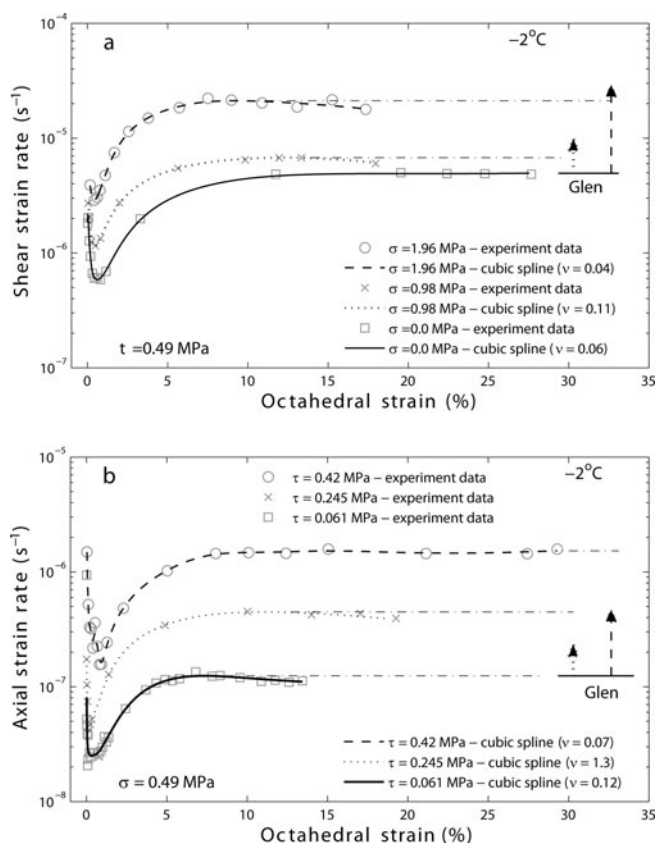 a
−2°C
10⁻⁴
10⁻⁵
10⁻⁶
10⁻⁷
Shear strain rate (s⁻¹)
Glen
σ = 1.96 MPa – experiment data
σ = 1.96 MPa – cubic spline (ν = 0.04)
σ = 0.98 MPa – experiment data
σ = 0.98 MPa – cubic spline (ν = 0.11)
σ = 0.0 MPa – experiment data
σ = 0.0 MPa – cubic spline (ν = 0.06)
t = 0.49 MPa
0 5 10 15 20 25 30 35
Octahedral strain (%)
b
−2°C
10⁻⁵
10⁻⁶
10⁻⁷
10⁻⁸
Axial strain rate (s⁻¹)
τ = 0.42 MPa – experiment data
τ = 0.245 MPa – experiment data
τ = 0.061 MPa – experiment data
Glen
τ = 0.42 MPa – cubic spline (ν = 0.07)
τ = 0.245 MPa – cubic spline (ν = 1.3)
τ = 0.061 MPa – cubic spline (ν = 0.12)
σ = 0.49 MPa
0 5 10 15 20 25 30 35
Octahedral strain (%)